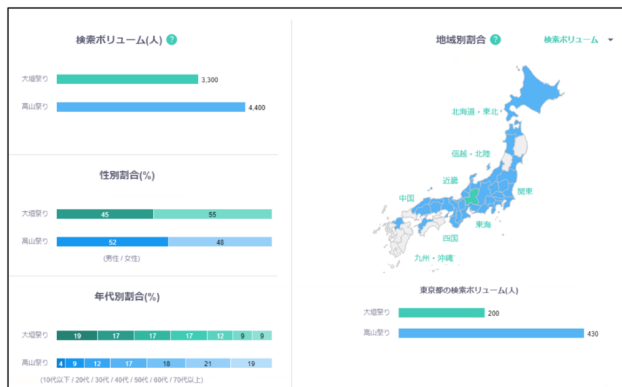 検索ボリューム(人) ?
大垣祭り 3,300
高山祭り 4,400
性別割合(%)
大垣祭り 45 55
高山祭り 52 48
(男性 / 女性)
年代別割合(%)
大垣祭り 19 17 17 17 12 9 9
高山祭り 4 9 12 17 18 21 19
(10代以下 / 20代 / 30代 / 40代 / 50代 / 60代 / 70代以上)
地域別割合 ? 検索ボリューム
北海道・東北
信越・北陸
近畿
中国
関東
東海
四国
九州・沖縄
東京都の検索ボリューム(人)
大垣祭り 200
高山祭り 430